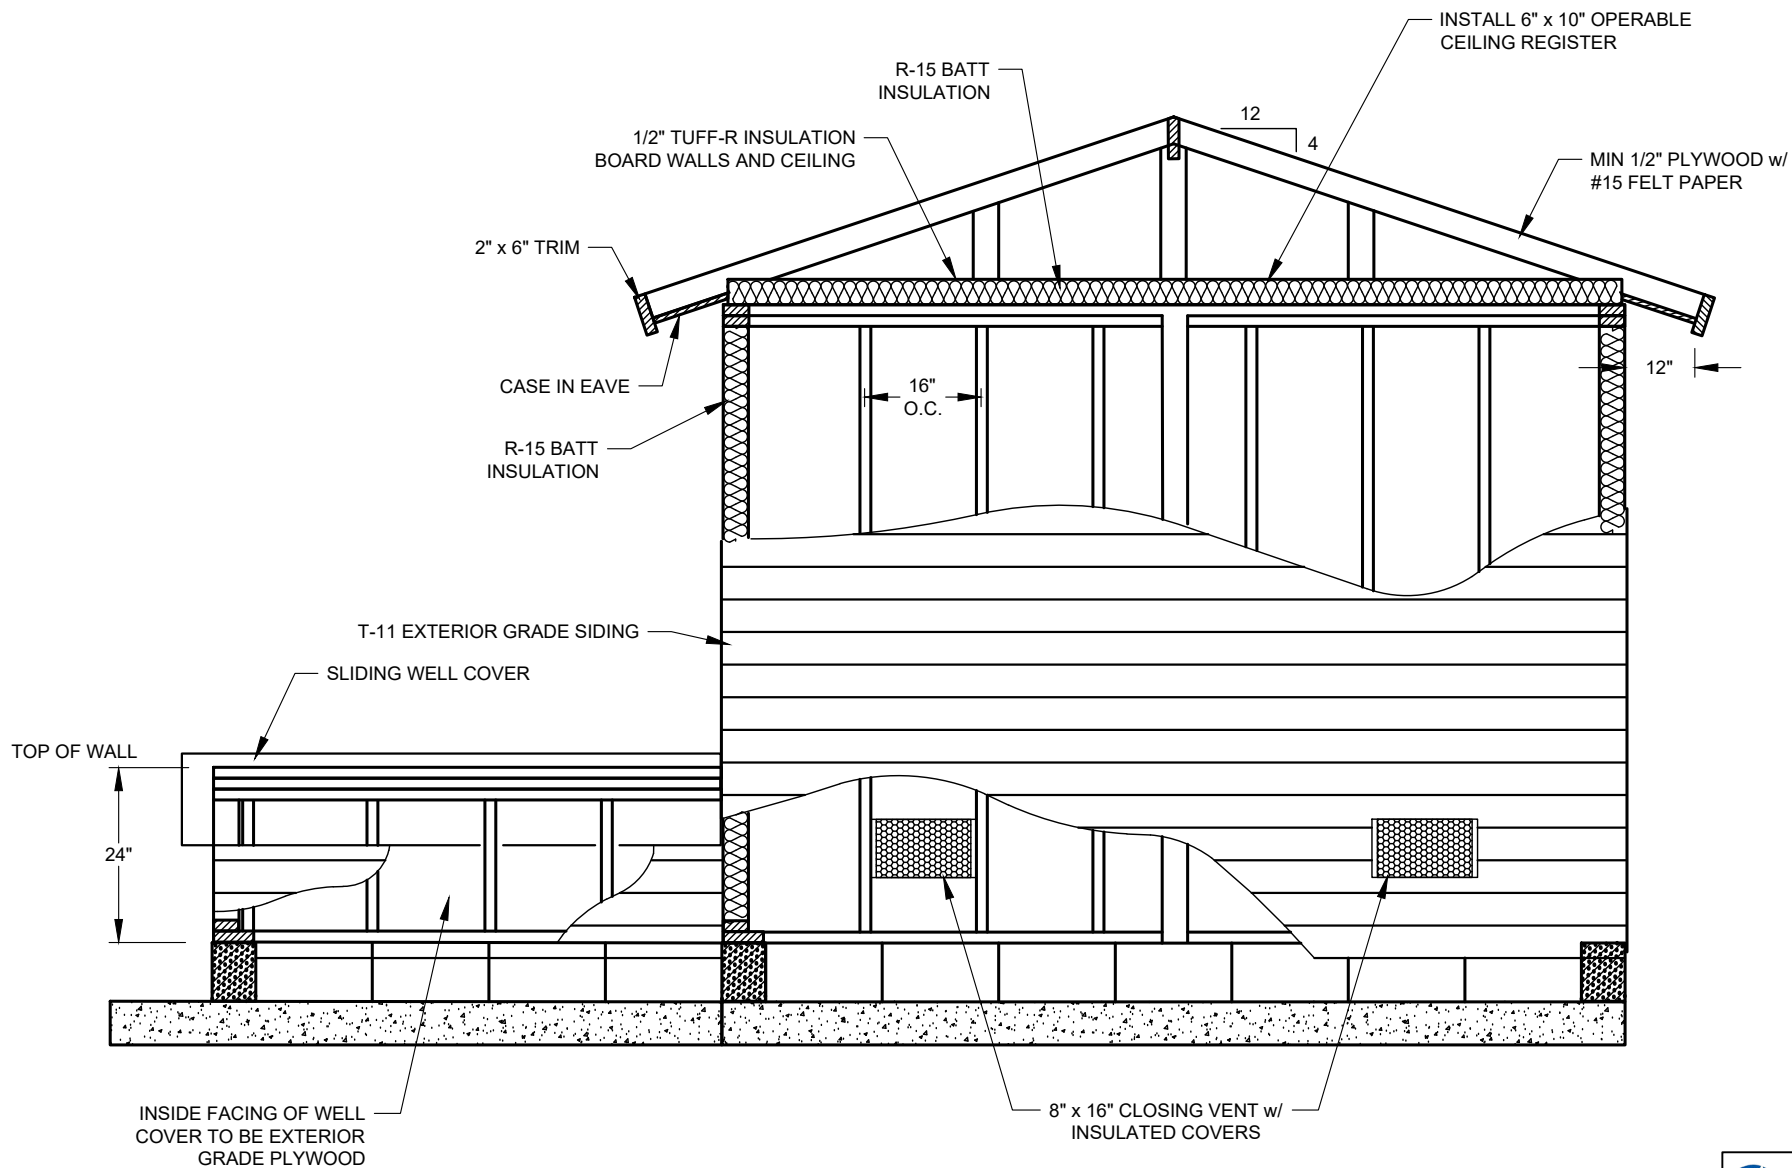 INSTALL 6" x 10" OPERABLE
CEILING REGISTER
R-15 BATT
INSULATION
12
4
1/2" TUFF-R INSULATION
BOARD WALLS AND CEILING
MIN 1/2" PLYWOOD w/
#15 FELT PAPER
2" x 6" TRIM
CASE IN EAVE
16"
O.C.
12"
R-15 BATT
INSULATION
T-11 EXTERIOR GRADE SIDING
SLIDING WELL COVER
TOP OF WALL
24"
INSIDE FACING OF WELL
COVER TO BE EXTERIOR
GRADE PLYWOOD
8" x 16" CLOSING VENT w/
INSULATED COVERS